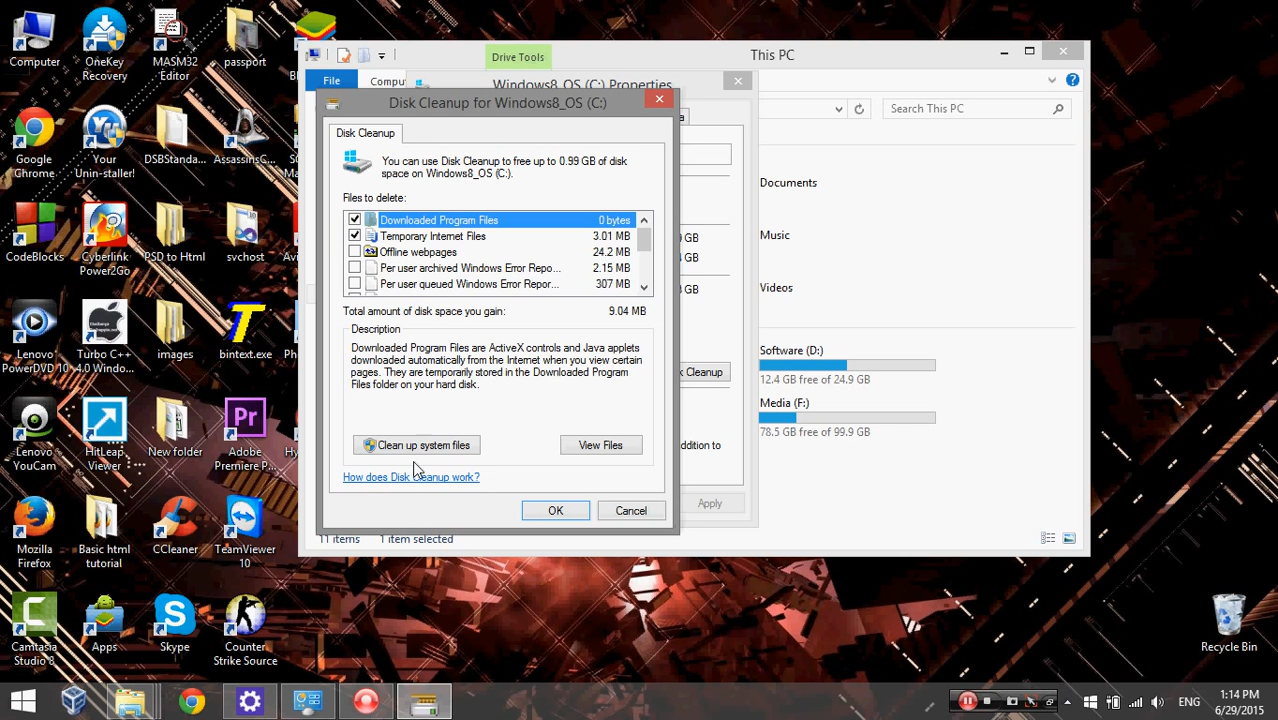 Computer
OneKey
Recovery
MASM32
Editor
passport
This PC
Drive Tools
File
Windows8_OS (C:) Properties
Search This PC
Disk Cleanup for Windows8_OS (C:)
Disk Cleanup
You can use Disk Cleanup to free up to 0.99 GB of disk
space on Windows8_OS (C:).
Files to delete:
Downloaded Program Files 0 bytes
Temporary Internet Files 3.01 MB
Offline webpages 24.2 MB
Per user archived Windows Error Repo... 2.15 MB
Per user queued Windows Error Repor... 307 MB
Total amount of disk space you gain: 9.04 MB
Description
Downloaded Program Files are ActiveX controls and Java applets
downloaded automatically from the Internet when you view certain
pages. They are temporarily stored in the Downloaded Program
Files folder on your hard disk.
Clean up system files
View Files
How does Disk Cleanup work?
OK
Cancel
Apply
11 items 1 item selected
Documents
Music
Videos
Software (D:)
12.4 GB free of 24.9 GB
Media (F:)
78.5 GB free of 99.9 GB
Google
Chrome
Your
Unin-staller!
DSBStanda...
AssassinsC...
CodeBlocks
Cyberlink
Power2Go
PSD to Html
svchost
Lenovo
PowerDVD 10
Turbo C++
4.0 Windo...
images
bintext.exe
Lenovo
YouCam
HitLeap
Viewer
New folder
Adobe
Premiere P...
Mozilla
Firefox
Basic html
tutorial
CCleaner
TeamViewer
10
Camtasia
Studio 8
Apps
Skype
Counter
Strike Source
Recycle Bin
ENG
1:14 PM
6/29/2015